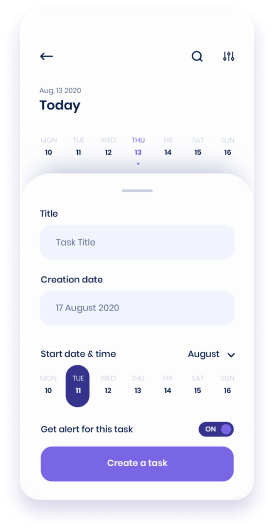 Aug, 13 2020
Today
MON TUE WED THU FRI SAT SUN
10 11 12 13 14 15 16
Title
Task Title
Creation date
17 August 2020
Start date & time August
MON TUE WED THU FRI SAT SUN
10 11 12 13 14 15 16
Get alert for this task ON
Create a task